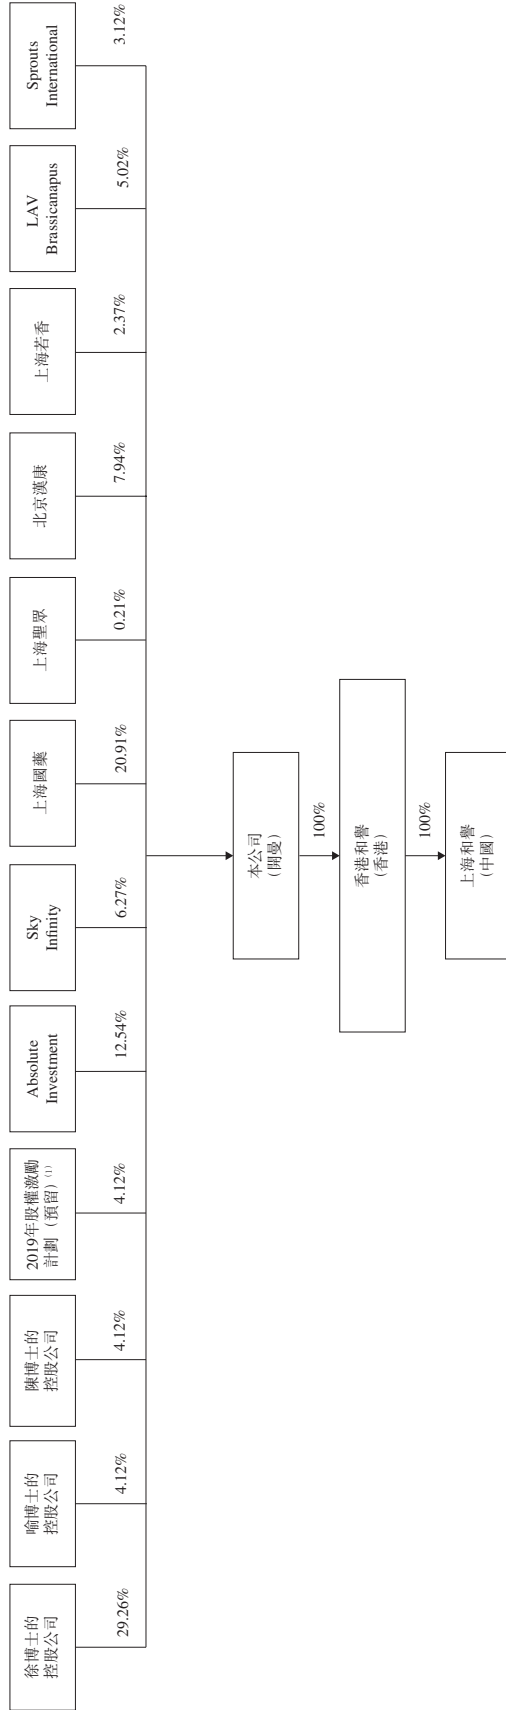 徐博士的
控股公司
喻博士的
控股公司
陳博士的
控股公司
2019年股權激勵
計劃（預留）(1)
Absolute
Investment
Sky
Infinity
上海國藥
上海聖眾
北京漢康
上海若香
LAV
Brassicanapus
Sprouts
International
29.26%
4.12%
4.12%
4.12%
12.54%
6.27%
20.91%
0.21%
7.94%
2.37%
5.02%
3.12%
本公司
（開曼）
100%
香港和譽
（香港）
100%
上海和譽
（中國）